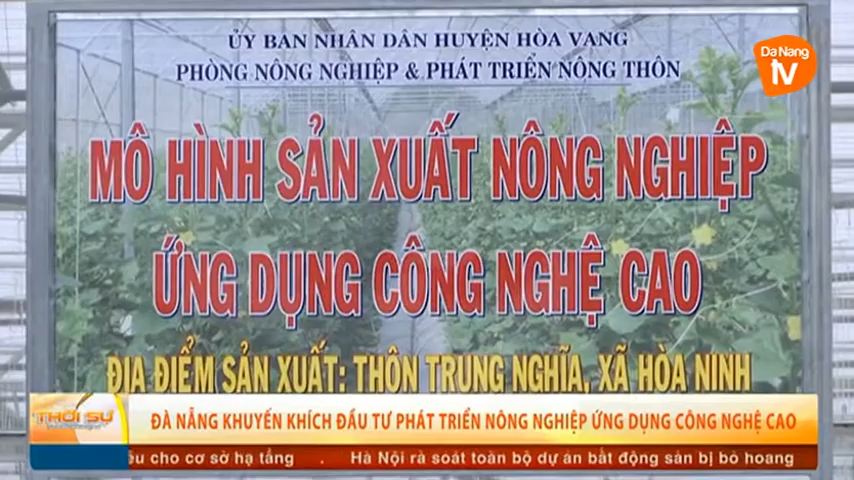 ỦY BAN NHÂN DÂN HUYỆN HÒA VANG
PHÒNG NÔNG NGHIỆP & PHÁT TRIỂN NÔNG THÔN
Da Nang
tv
MÔ HÌNH SẢN XUẤT NÔNG NGHIỆP
ỨNG DỤNG CÔNG NGHỆ CAO
ĐỊA ĐIỂM SẢN XUẤT: THÔN TRUNG NGHĨA, XÃ HÒA NINH
THỜI SỰ
ĐÀ NẴNG KHUYẾN KHÍCH ĐẦU TƯ PHÁT TRIỂN NÔNG NGHIỆP ỨNG DỤNG CÔNG NGHỆ CAO
cho cơ sở hạ tầng . Hà Nội rà soát toàn bộ dự án bất động sản bị bỏ hoang